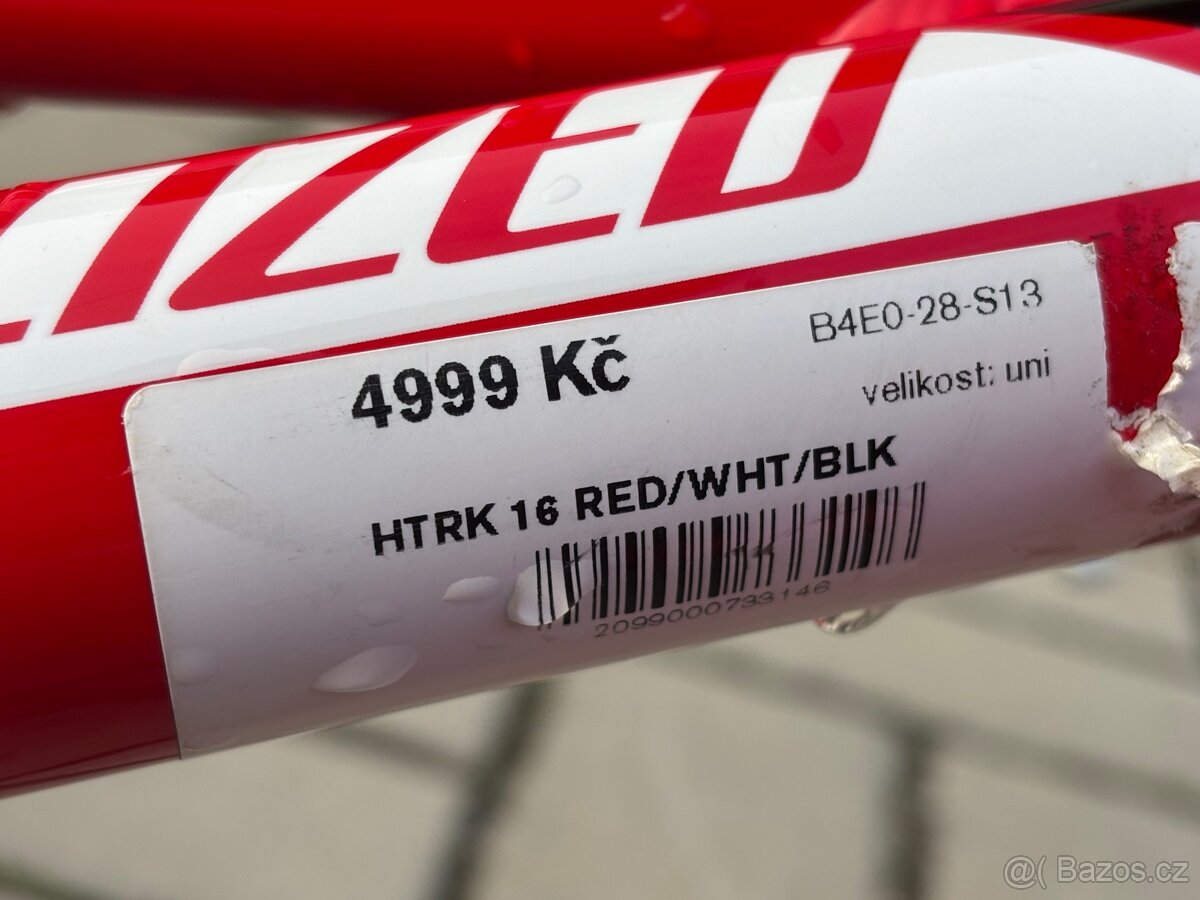 LIZED
4999 Kč
B4E0-28-S13
velikost: uni
HTRK 16 RED/WHT/BLK
2099000733146
@( Bazos.cz